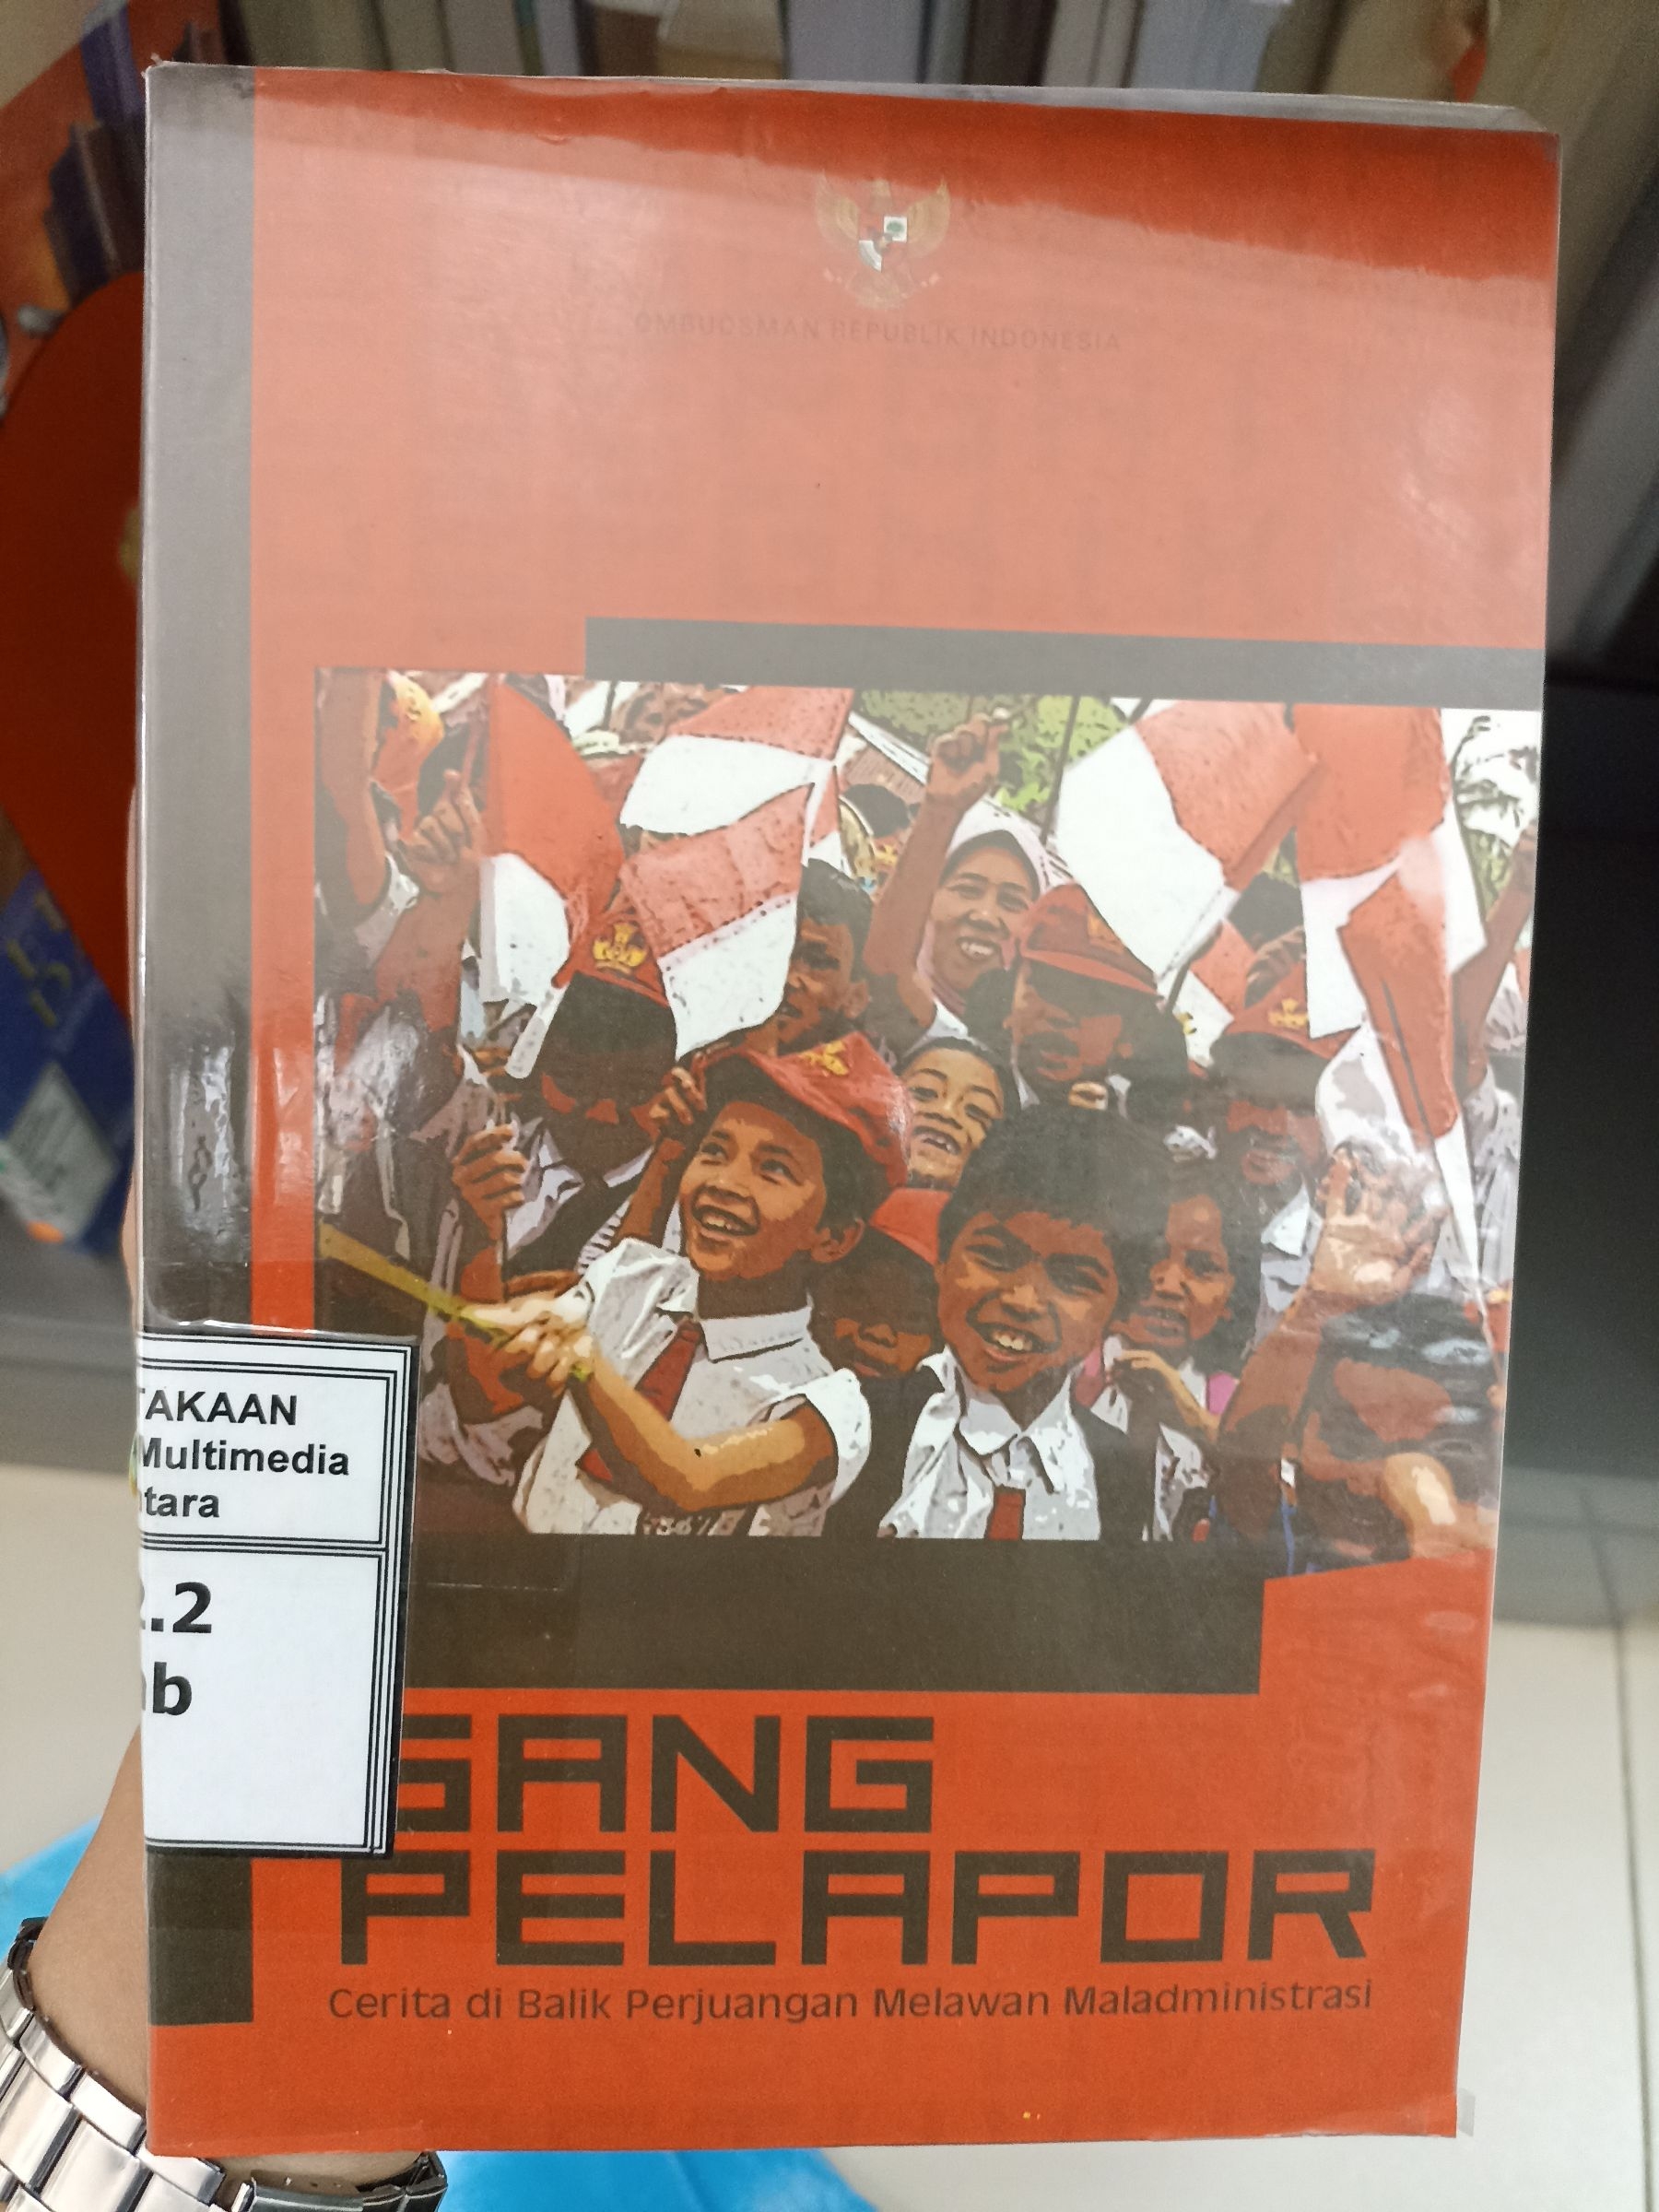 OMBUDSMAN REPUBLIK INDONESIA
TAKAAN
Multimedia
tara
.2
b
SANG
PELAPOR
Cerita di Balik Perjuangan Melawan Maladministrasi